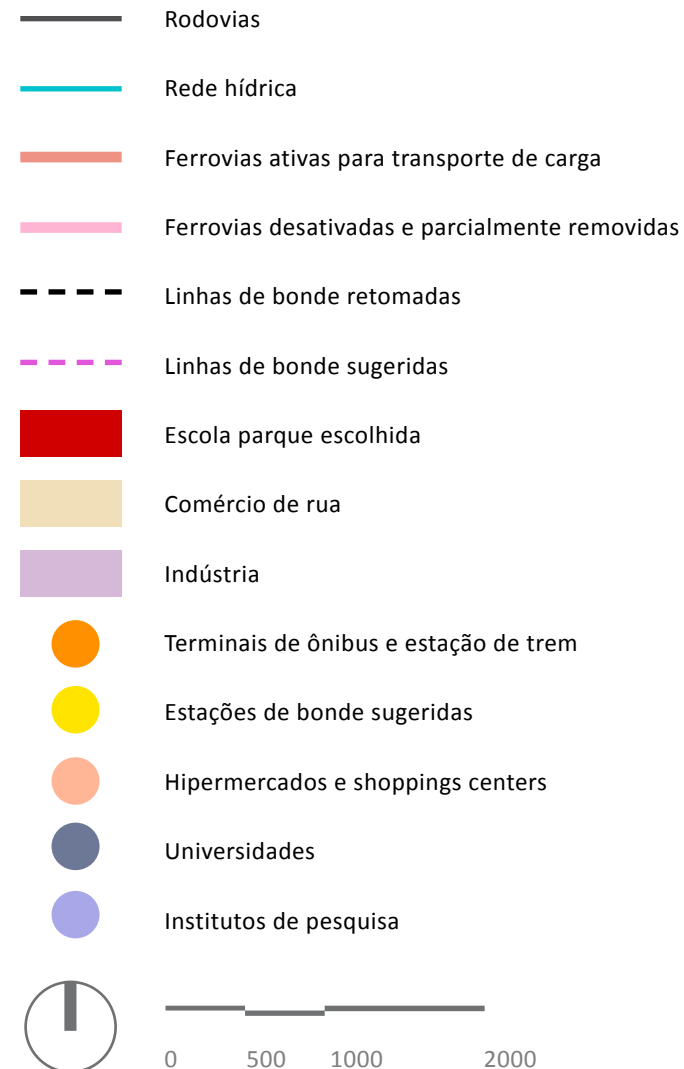 Rodovias
Rede hídrica
Ferrovias ativas para transporte de carga
Ferrovias desativadas e parcialmente removidas
Linhas de bonde retomadas
Linhas de bonde sugeridas
Escola parque escolhida
Comércio de rua
Indústria
Terminais de ônibus e estação de trem
Estações de bonde sugeridas
Hipermercados e shoppings centers
Universidades
Institutos de pesquisa
0 500 1000 2000